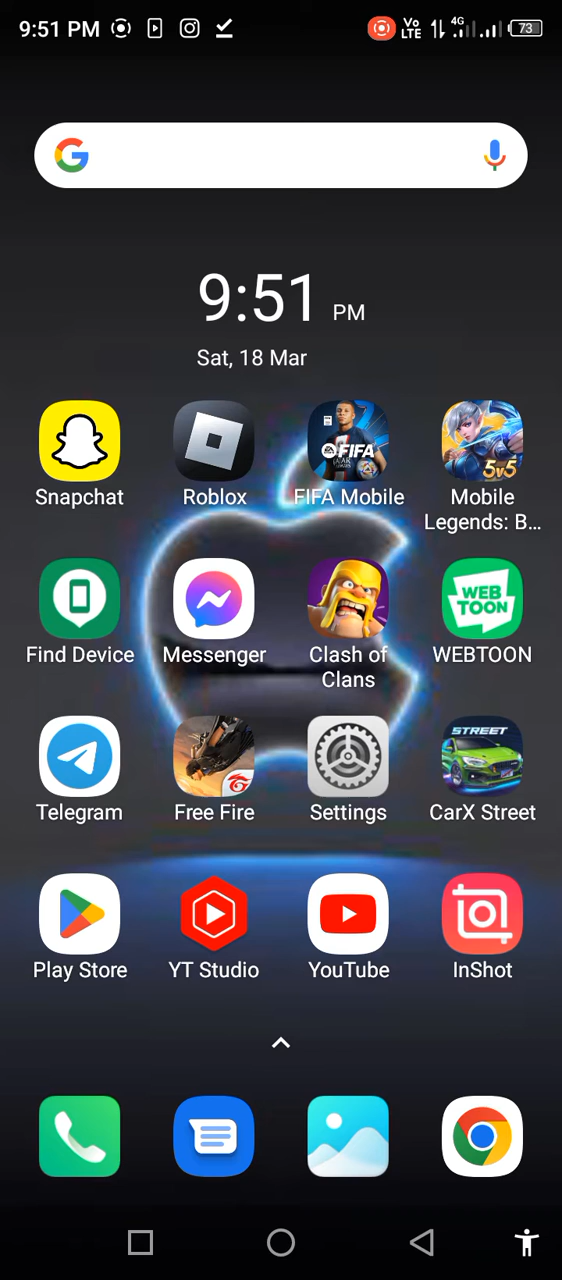 9:51 PM
Vo
LTE
4G
73
9:51 PM
Sat, 18 Mar
Snapchat
Roblox
FIFA
FIFA Mobile
5v5
Mobile
Legends: B...
Find Device
Messenger
Clash of
Clans
WEB
TOON
WEBTOON
Telegram
Free Fire
Settings
STREET
CarX Street
Play Store
YT Studio
YouTube
InShot